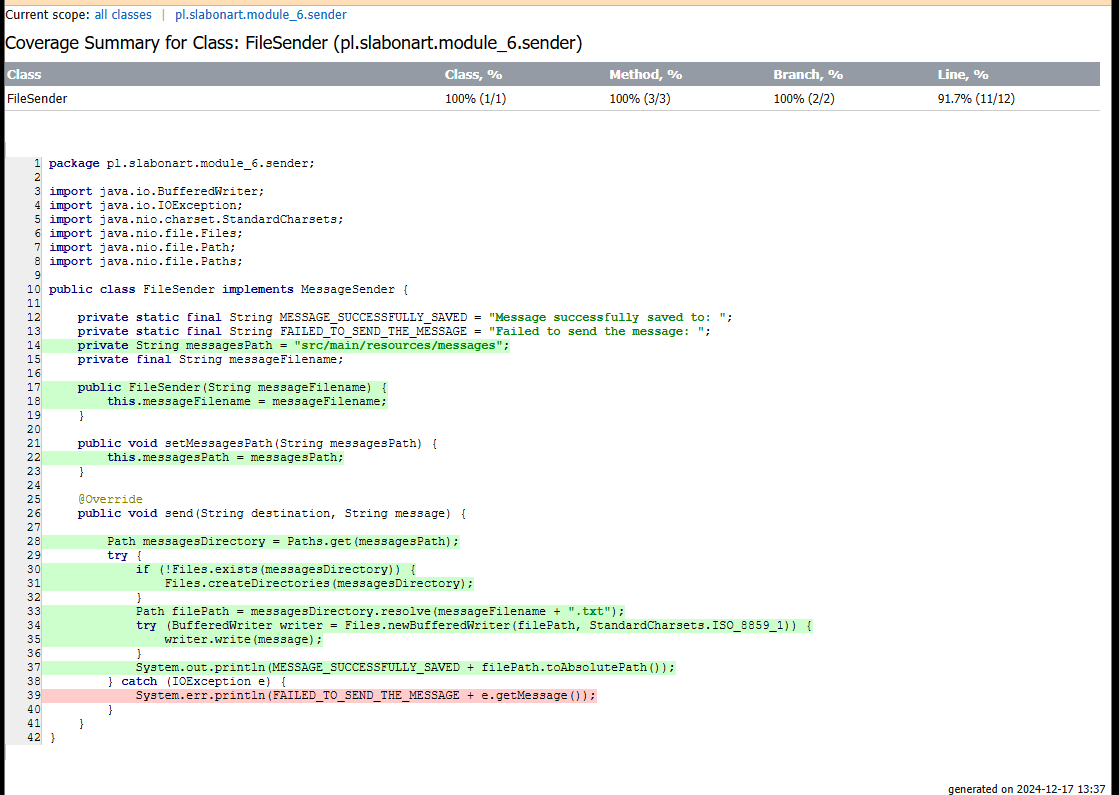 Current scope: all classes | pl.slabonart.module_6.sender
Coverage Summary for Class: FileSender (pl.slabonart.module_6.sender)
Class Class, % Method, % Branch, % Line, %
FileSender 100% (1/1) 100% (3/3) 100% (2/2) 91.7% (11/12)
1 package pl.slabonart.module_6.sender;
2
3 import java.io.BufferedWriter;
4 import java.io.IOException;
5 import java.nio.charset.StandardCharsets;
6 import java.nio.file.Files;
7 import java.nio.file.Path;
8 import java.nio.file.Paths;
9
10 public class FileSender implements MessageSender {
11
12     private static final String MESSAGE_SUCCESSFULLY_SAVED = "Message successfully saved to: ";
13     private static final String FAILED_TO_SEND_THE_MESSAGE = "Failed to send the message: ";
14     private String messagesPath = "src/main/resources/messages";
15     private final String messageFilename;
16
17     public FileSender(String messageFilename) {
18         this.messageFilename = messageFilename;
19     }
20
21     public void setMessagesPath(String messagesPath) {
22         this.messagesPath = messagesPath;
23     }
24
25     @Override
26     public void send(String destination, String message) {
27
28         Path messagesDirectory = Paths.get(messagesPath);
29         try {
30             if (!Files.exists(messagesDirectory)) {
31                 Files.createDirectories(messagesDirectory);
32             }
33             Path filePath = messagesDirectory.resolve(messageFilename + ".txt");
34             try (BufferedWriter writer = Files.newBufferedWriter(filePath, StandardCharsets.ISO_8859_1)) {
35                 writer.write(message);
36             }
37             System.out.println(MESSAGE_SUCCESSFULLY_SAVED + filePath.toAbsolutePath());
38         } catch (IOException e) {
39             System.err.println(FAILED_TO_SEND_THE_MESSAGE + e.getMessage());
40         }
41     }
42 }
generated on 2024-12-17 13:37